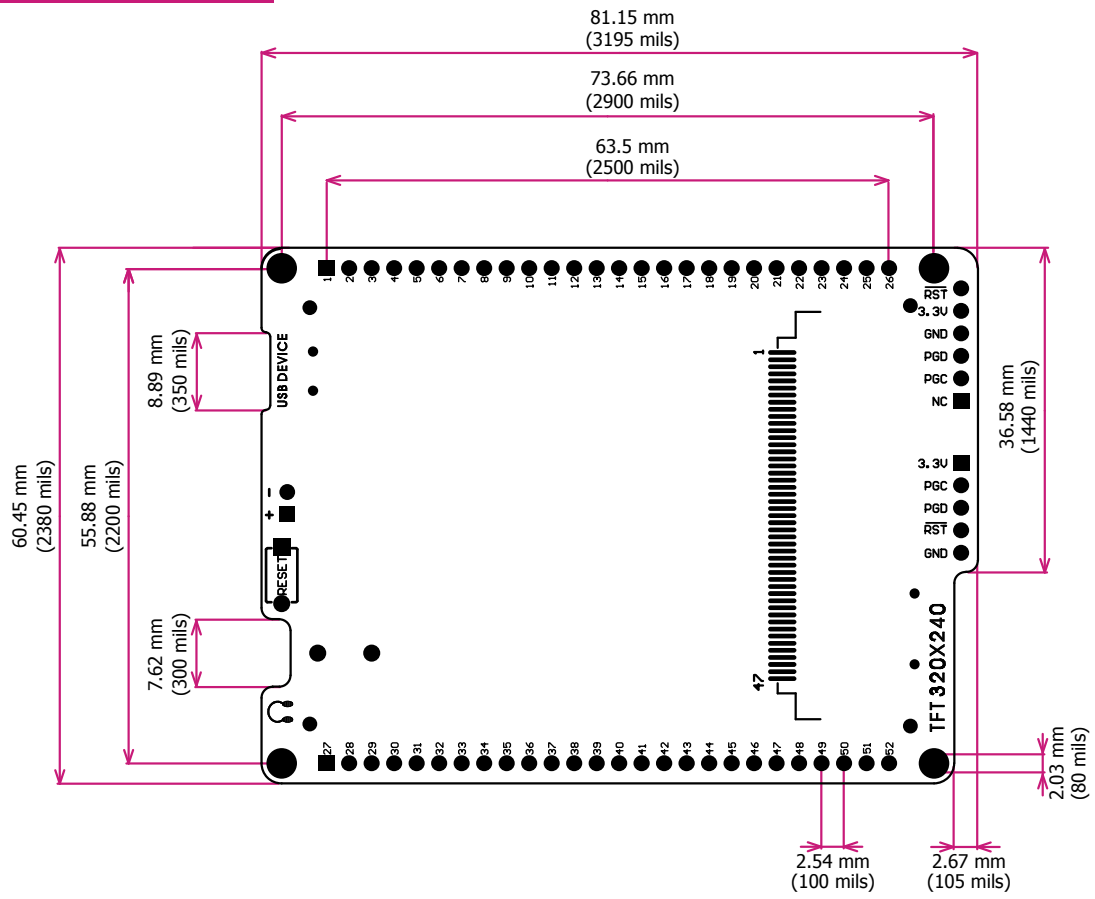 81.15 mm
(3195 mils)
73.66 mm
(2900 mils)
63.5 mm
(2500 mils)
1 2 3 4 5 6 7 8 9 10 11 12 13 14 15 16 17 18 19 20 21 22 23 24 25 26
RST
3.3V
GND
PGD
PGC
NC
3.3V
PGC
PGD
RST
GND
36.58 mm
(1440 mils)
USB DEVICE
8.89 mm
(350 mils)
60.45 mm
(2380 mils)
55.88 mm
(2200 mils)
-
+
RESET
7.62 mm
(300 mils)
1
47
TFT 320X240
27 28 29 30 31 32 33 34 35 36 37 38 39 40 41 42 43 44 45 46 47 48 49 50 51 52
2.03 mm
(80 mils)
2.54 mm
(100 mils)
2.67 mm
(105 mils)